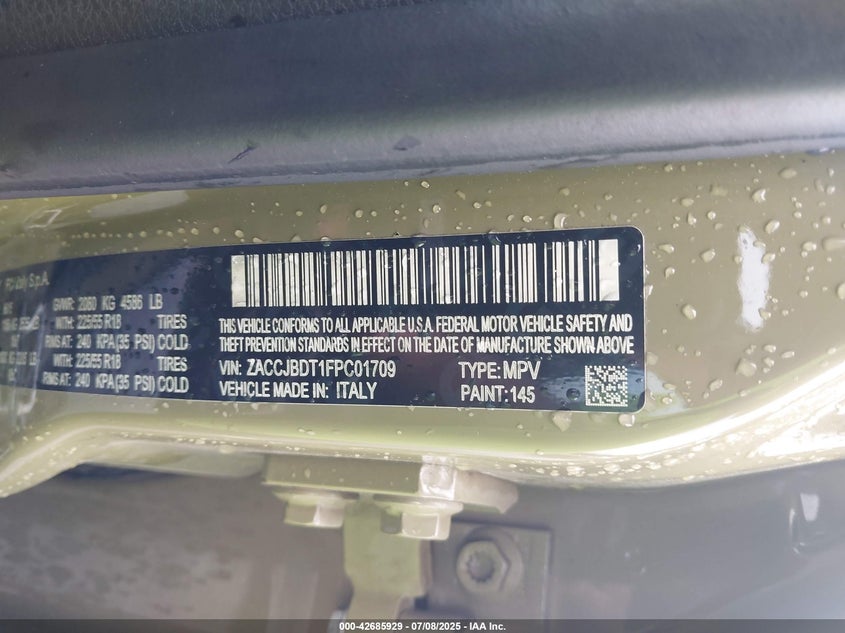 S.p.A.
GVWR: 2080 KG 4586 LB
WITH: 225/55 R18 TIRES
RIMS AT: 240 KPA(35 PSI) COLD
WITH: 225/55 R18 TIRES
RIMS AT: 240 KPA(35 PSI) COLD
THIS VEHICLE CONFORMS TO ALL APPLICABLE U.S.A. FEDERAL MOTOR VEHICLE SAFETY AND
THEFT PREVENTION STANDARDS IN EFFECT ON THE DATE OF MANUFACTURE SHOWN ABOVE
VIN: ZACCJBDT1FPC01709 TYPE: MPV
VEHICLE MADE IN: ITALY PAINT:145
000-42685929 - 07/08/2025 - IAA Inc.